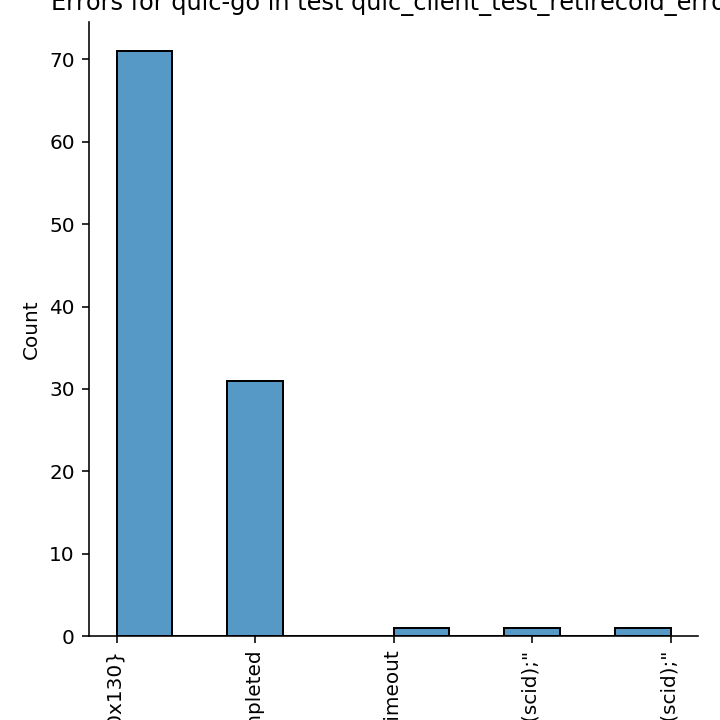 Errors for quic-go in test quic_client_test_retirecoid_erro
70
60
50
40
30
20
10
0
Count
0x130}
npleted
imeout
(scid);"
(scid);"